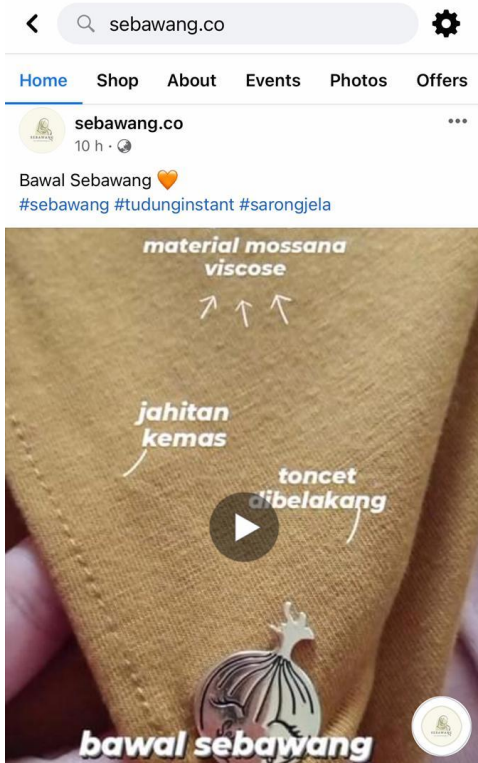 sebawang.co
Home Shop About Events Photos Offers
sebawang.co
10 h ·
Bawal Sebawang 🧡
#sebawang #tudunginstant #sarongjela
material mossana
viscose
jahitan
kemas
toncet
dibelakang
bawal sebawang